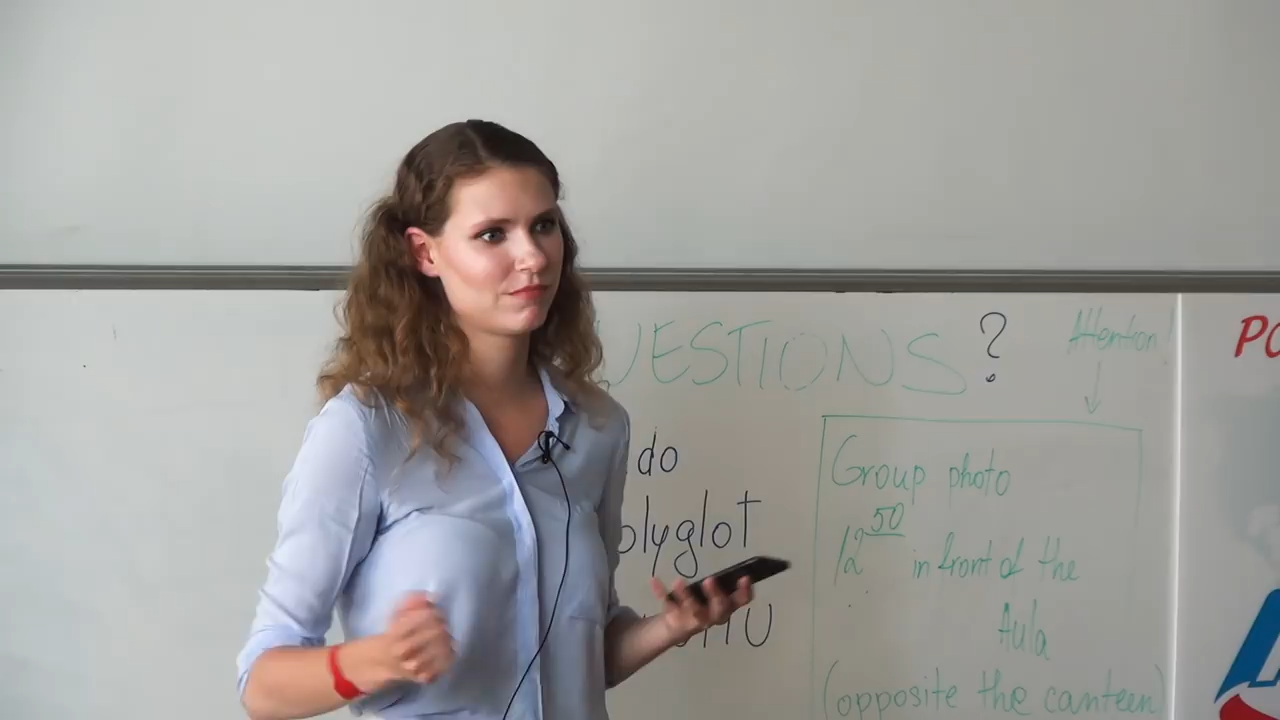 UESTIONS ?
Attention!
do
olyglot
Group photo
12 50 in front of the
Aula
(opposite the canteen)
PO